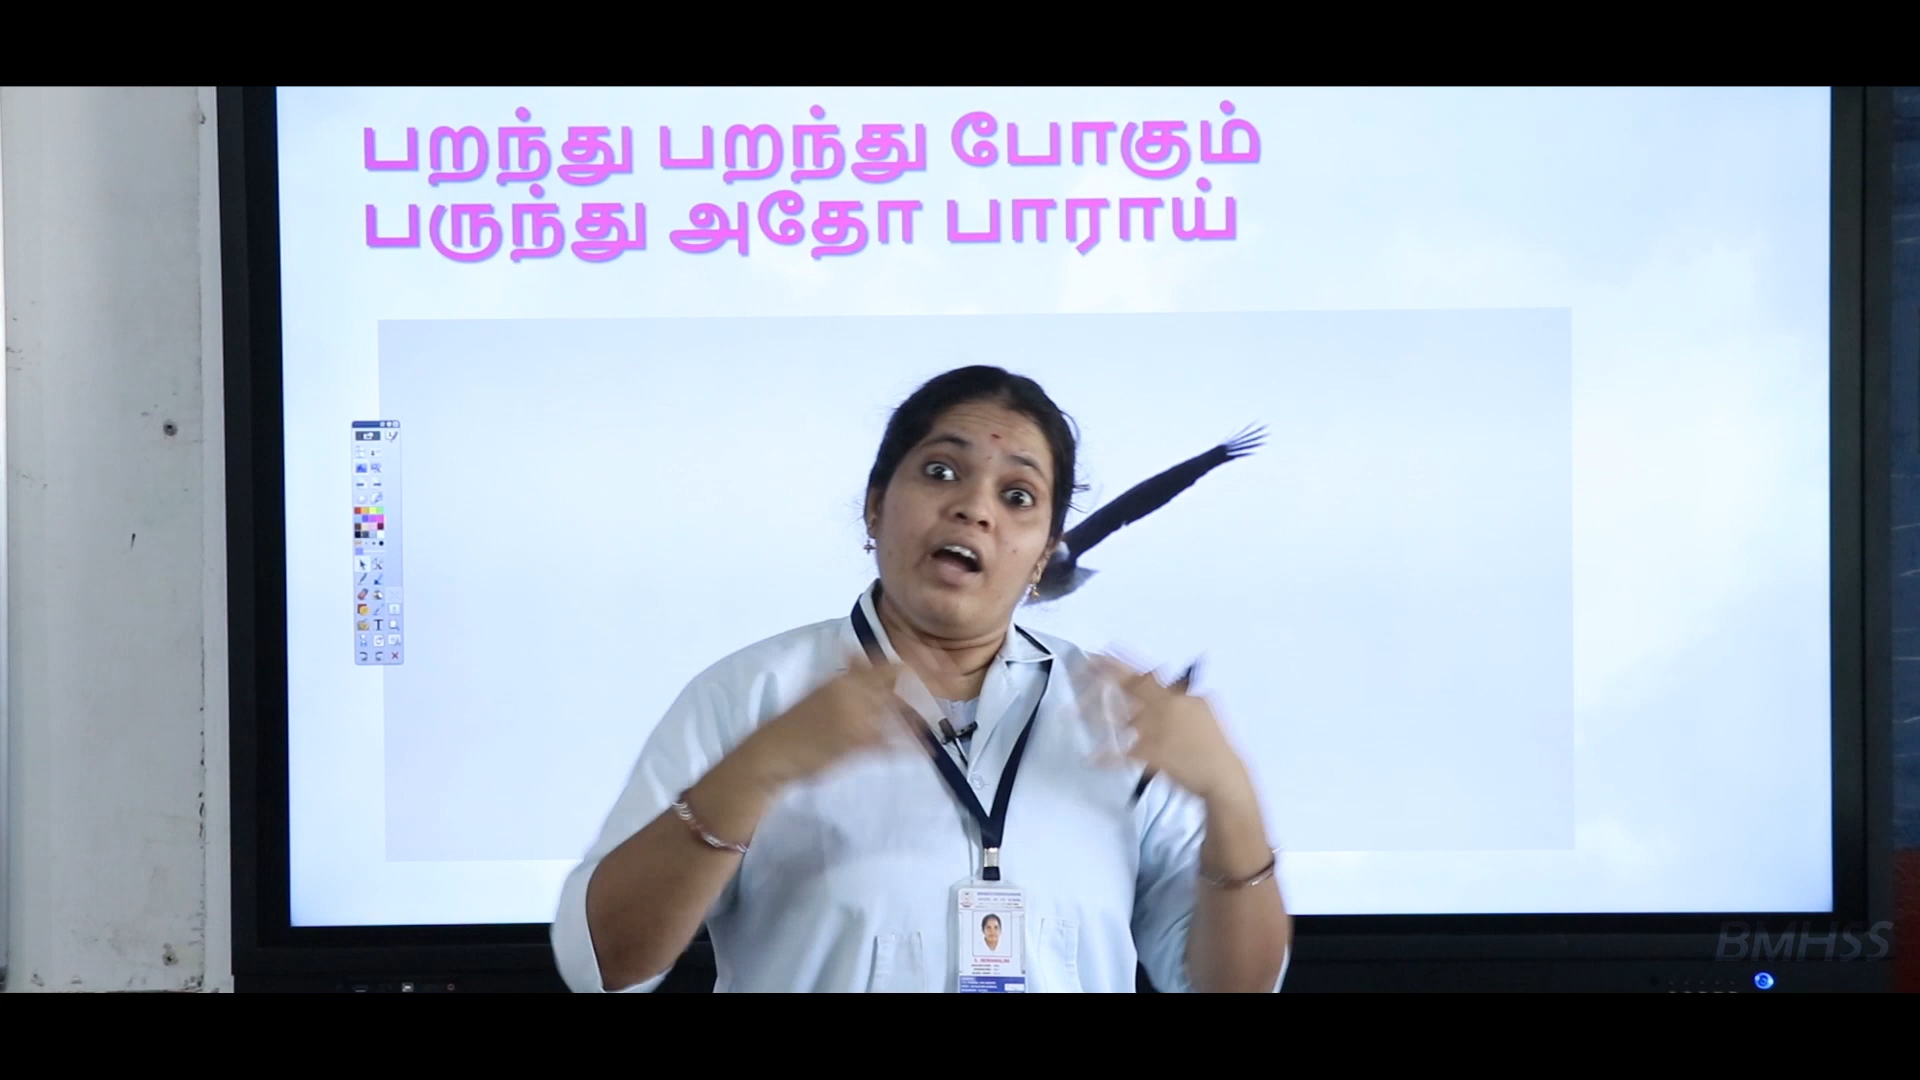 பறந்து பறந்து போகும்
பருந்து அதோ பாராய்
BMHSS